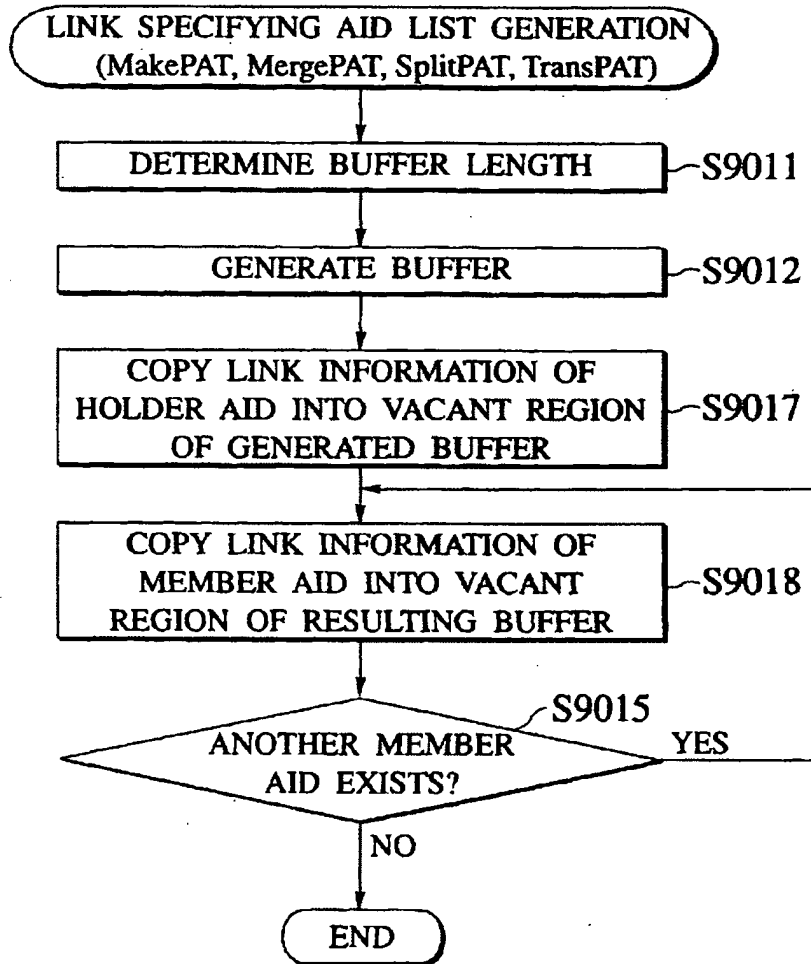 LINK SPECIFYING AID LIST GENERATION
(MakePAT, MergePAT, SplitPAT, TransPAT)
DETERMINE BUFFER LENGTH
S9011
GENERATE BUFFER
S9012
COPY LINK INFORMATION OF
HOLDER AID INTO VACANT REGION
OF GENERATED BUFFER
S9017
COPY LINK INFORMATION OF
MEMBER AID INTO VACANT
REGION OF RESULTING BUFFER
S9018
S9015
ANOTHER MEMBER
AID EXISTS?
YES
NO
END